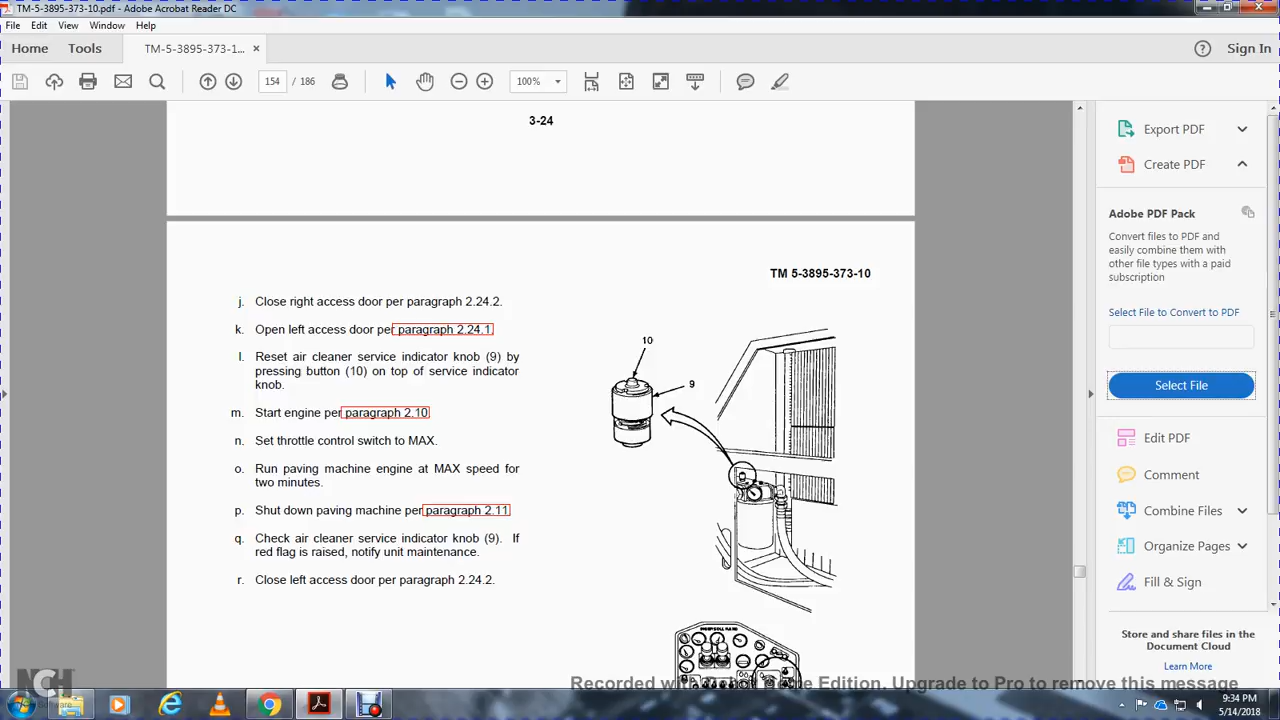 TM-5-3895-373-10.pdf - Adobe Acrobat Reader DC
File Edit View Window Help
Home Tools TM-5-3895-373-1... × Sign In
154 / 186 100%
3-24
TM 5-3895-373-10
j. Close right access door per paragraph 2.24.2.
k. Open left access door per paragraph 2.24.1
l. Reset air cleaner service indicator knob (9) by
pressing button (10) on top of service indicator
knob.
m. Start engine per paragraph 2.10
n. Set throttle control switch to MAX.
o. Run paving machine engine at MAX speed for
two minutes.
p. Shut down paving machine per paragraph 2.11
q. Check air cleaner service indicator knob (9). If
red flag is raised, notify unit maintenance.
r. Close left access door per paragraph 2.24.2.
10
9
Export PDF
Create PDF
Adobe PDF Pack
Convert files to PDF and
easily combine them with
other file types with a paid
subscription
Select File to Convert to PDF
Select File
Edit PDF
Comment
Combine Files
Organize Pages
Fill & Sign
Store and share files in the
Document Cloud
Learn More
INGERSOLL-RAND
NCH
ware
Recorded with Edition. Upgrade to Pro to remove this message
9:34 PM
5/14/2018